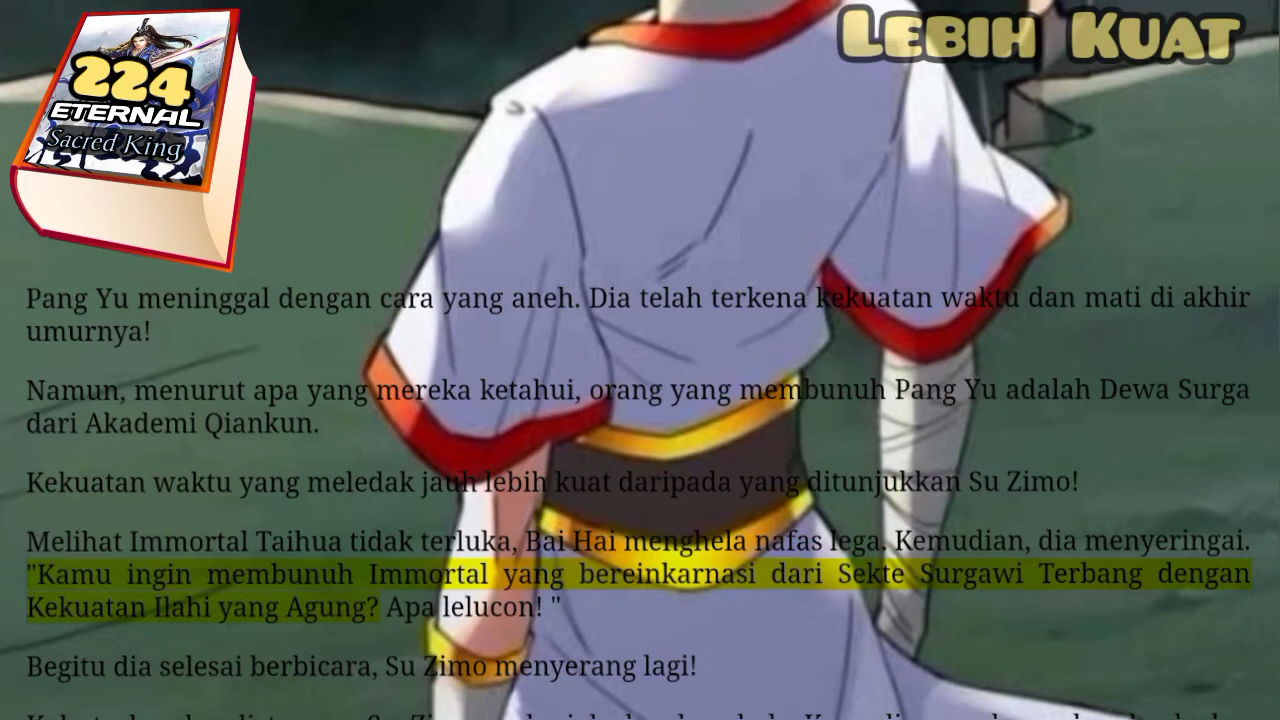 224
ETERNAL
Sacred King
LEBIH KUAT
Pang Yu meninggal dengan cara yang aneh. Dia telah terkena kekuatan waktu dan mati di akhir
umurnya!
Namun, menurut apa yang mereka ketahui, orang yang membunuh Pang Yu adalah Dewa Surga
dari Akademi Qiankun.
Kekuatan waktu yang meledak jauh lebih kuat daripada yang ditunjukkan Su Zimo!
Melihat Immortal Taihua tidak terluka, Bai Hai menghela nafas lega. Kemudian, dia menyeringai.
"Kamu ingin membunuh Immortal yang bereinkarnasi dari Sekte Surgawi Terbang dengan
Kekuatan Ilahi yang Agung? Apa lelucon! "
Begitu dia selesai berbicara, Su Zimo menyerang lagi!